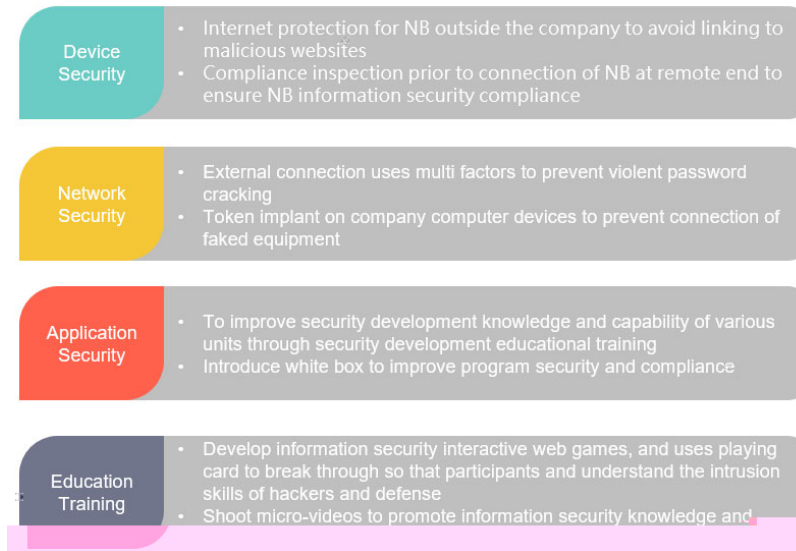 Device
Security
• Internet protection for NB outside the company to avoid linking to
malicious websites
• Compliance inspection prior to connection of NB at remote end to
ensure NB information security compliance
Network
Security
• External connection uses multi factors to prevent violent password
cracking
• Token implant on company computer devices to prevent connection of
faked equipment
Application
Security
• To improve security development knowledge and capability of various
units through security development educational training
• Introduce white box to improve program security and compliance
Education
Training
• Develop information security interactive web games, and uses playing
card to break through so that participants and understand the intrusion
skills of hackers and defense
• Shoot micro-videos to promote information security knowledge and